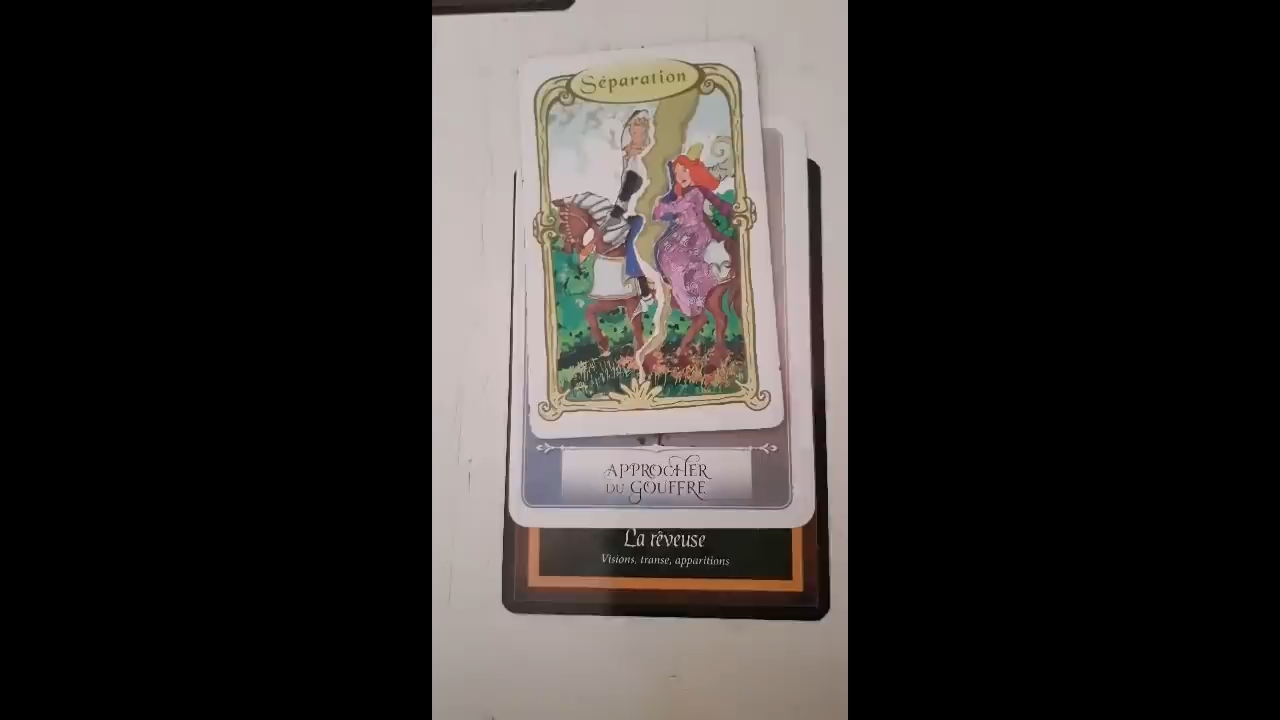 Séparation
APPROCHER
DU GOUFFRE
La rêveuse
Visions, transe, apparitions